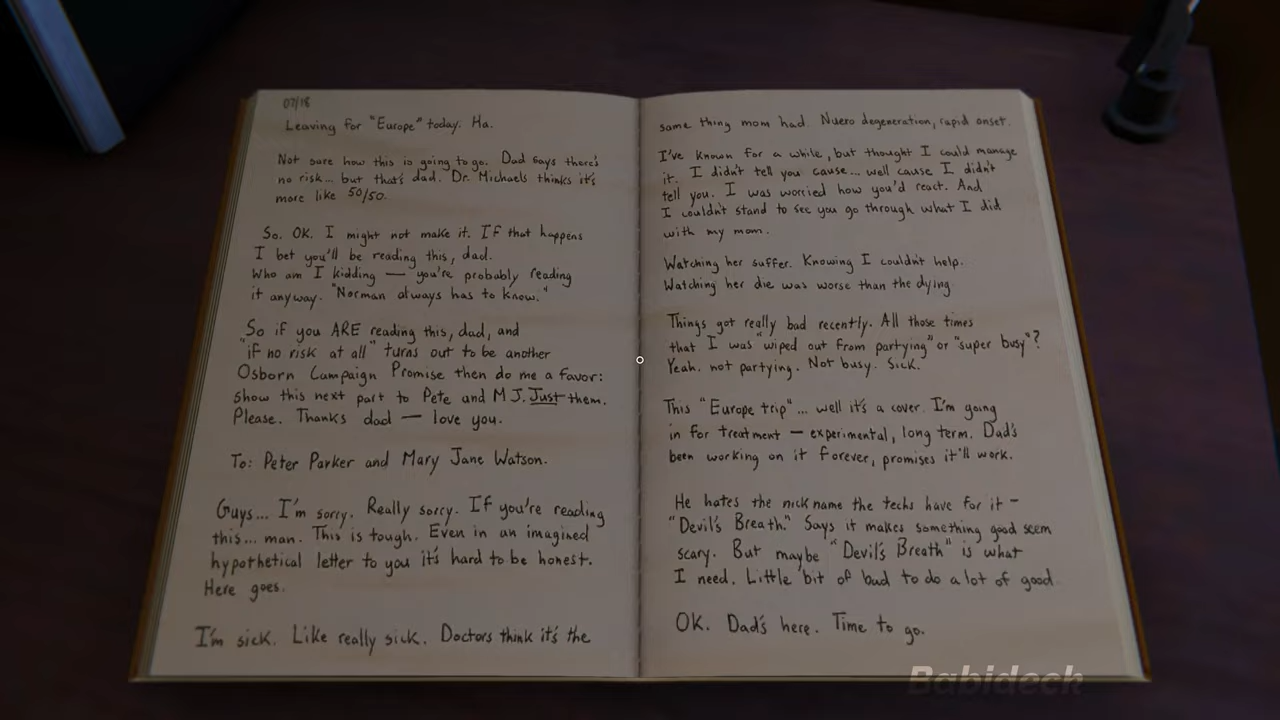 07/18
Leaving for "Europe" today. Ha.
Not sure how this is going to go. Dad says there's
no risk... but that's dad. Dr. Michaels thinks it's
more like 50/50.
So. OK. I might not make it. IF that happens
I bet you'll be reading this, dad.
Who am I kidding — you're probably reading
it anyway. "Norman always has to know."
So if you ARE reading this, dad, and
"if no risk at all" turns out to be another
Osborn Campaign Promise then do me a favor:
show this next part to Pete and MJ. Just them.
Please. Thanks dad — love you.
To: Peter Parker and Mary Jane Watson.
Guys... I'm sorry. Really sorry. If you're reading
this... man. This is tough. Even in an imagined
hypothetical letter to you it's hard to be honest.
Here goes.
I'm sick. Like really sick. Doctors think it's the
same thing mom had. Nuero degeneration, rapid onset.
I've known for a while, but thought I could manage
it. I didn't tell you cause... well cause I didn't
tell you. I was worried how you'd react. And
I couldn't stand to see you go through what I did
with my mom.
Watching her suffer. Knowing I couldn't help.
Watching her die was worse than the dying.
Things got really bad recently. All those times
that I was "wiped out from partying" or "super busy"?
Yeah. not partying. Not busy. Sick.
This "Europe trip"... well it's a cover. I'm going
in for treatment — experimental, long term. Dad's
been working on it forever, promises it'll work.
He hates the nickname the techs have for it -
"Devil's Breath." Says it makes something good seem
scary. But maybe "Devil's Breath" is what
I need. Little bit of bad to do a lot of good.
OK. Dad's here. Time to go.
Babideck